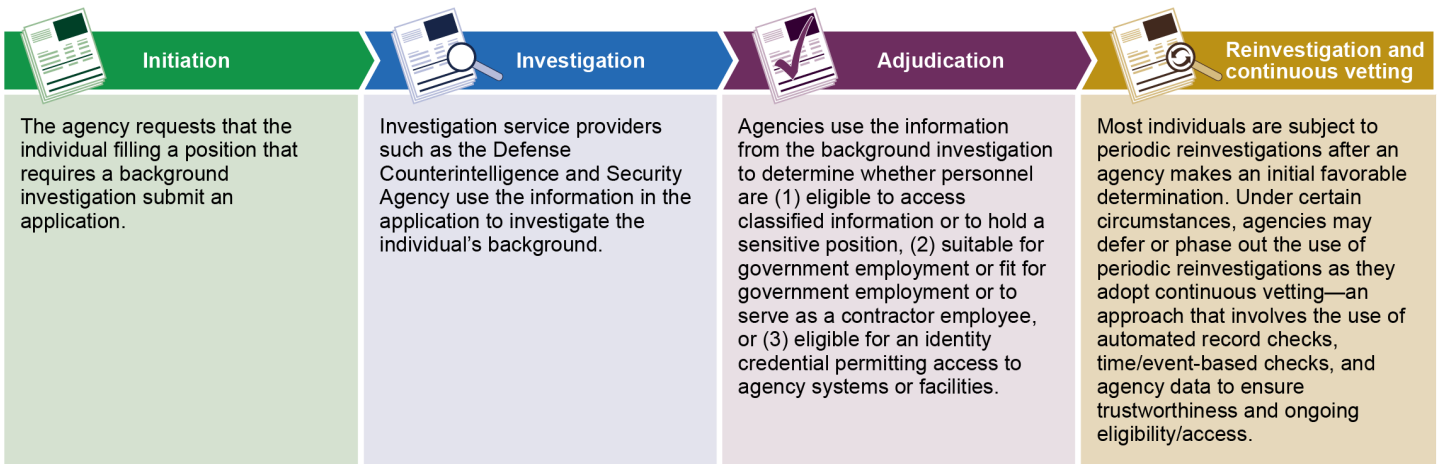 Initiation
The agency requests that the
individual filling a position that
requires a background
investigation submit an
application.
Investigation
Investigation service providers
such as the Defense
Counterintelligence and Security
Agency use the information in the
application to investigate the
individual’s background.
Adjudication
Agencies use the information
from the background investigation
to determine whether personnel
are (1) eligible to access
classified information or to hold a
sensitive position, (2) suitable for
government employment or fit for
government employment or to
serve as a contractor employee,
or (3) eligible for an identity
credential permitting access to
agency systems or facilities.
Reinvestigation and
continuous vetting
Most individuals are subject to
periodic reinvestigations after an
agency makes an initial favorable
determination. Under certain
circumstances, agencies may
defer or phase out the use of
periodic reinvestigations as they
adopt continuous vetting—an
approach that involves the use of
automated record checks,
time/event-based checks, and
agency data to ensure
trustworthiness and ongoing
eligibility/access.